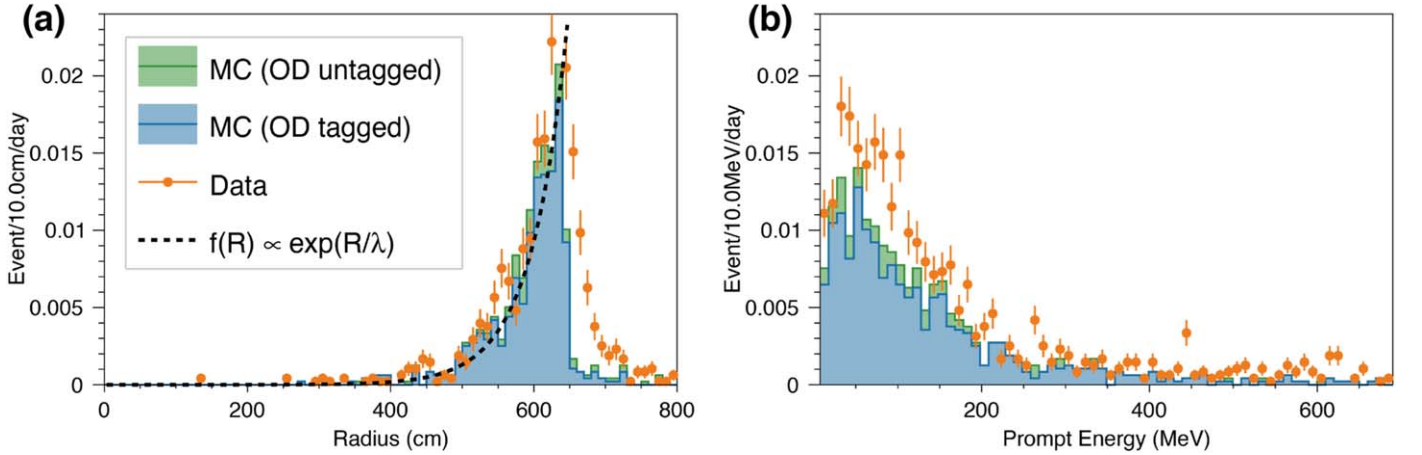 (a)
Event/10.0cm/day
0.02
0.015
0.01
0.005
0
MC (OD untagged)
MC (OD tagged)
Data
f(R) ∝ exp(R/λ)
0 200 400 600 800
Radius (cm)
(b)
Event/10.0MeV/day
0.02
0.015
0.01
0.005
0
200 400 600
Prompt Energy (MeV)